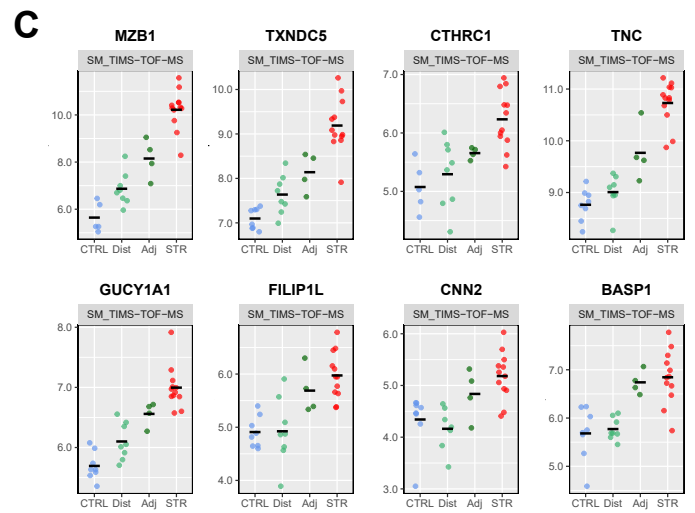 C
MZB1 TXNDC5 CTHRC1 TNC
SM_TIMS-TOF-MS SM_TIMS-TOF-MS SM_TIMS-TOF-MS SM_TIMS-TOF-MS
10.0 8.0 6.0 10.0 9.0 8.0 7.0 7.0 6.0 5.0 11.0 10.0 9.0
CTRL Dist Adj STR CTRL Dist Adj STR CTRL Dist Adj STR CTRL Dist Adj STR
GUCY1A1 FILIP1L CNN2 BASP1
SM_TIMS-TOF-MS SM_TIMS-TOF-MS SM_TIMS-TOF-MS SM_TIMS-TOF-MS
8.0 7.0 6.0 6.0 5.0 4.0 6.0 5.0 4.0 3.0 7.0 6.0 5.0
CTRL Dist Adj STR CTRL Dist Adj STR CTRL Dist Adj STR CTRL Dist Adj STR